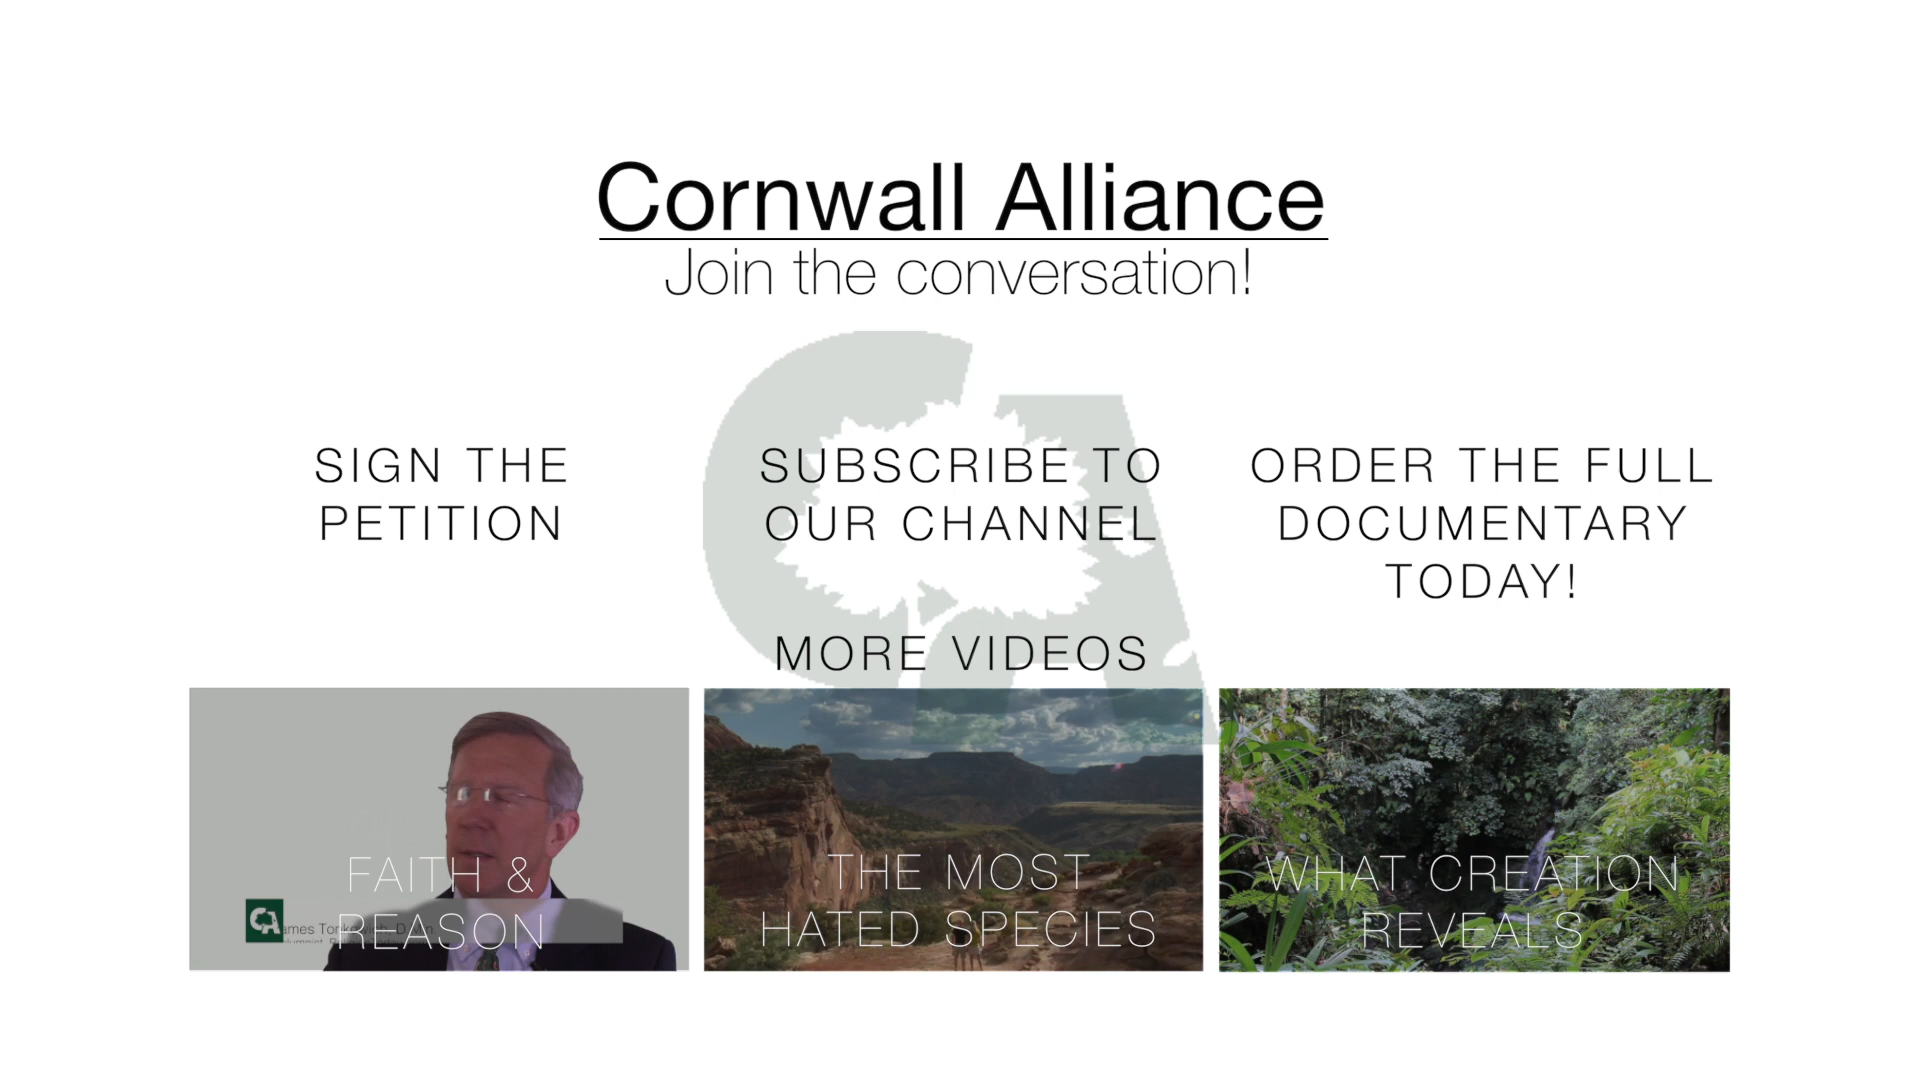 Cornwall Alliance
Join the conversation!
SIGN THE
PETITION
SUBSCRIBE TO
OUR CHANNEL
ORDER THE FULL
DOCUMENTARY
TODAY!
MORE VIDEOS
FAITH &
REASON
CA
THE MOST
HATED SPECIES
WHAT CREATION
REVEALS